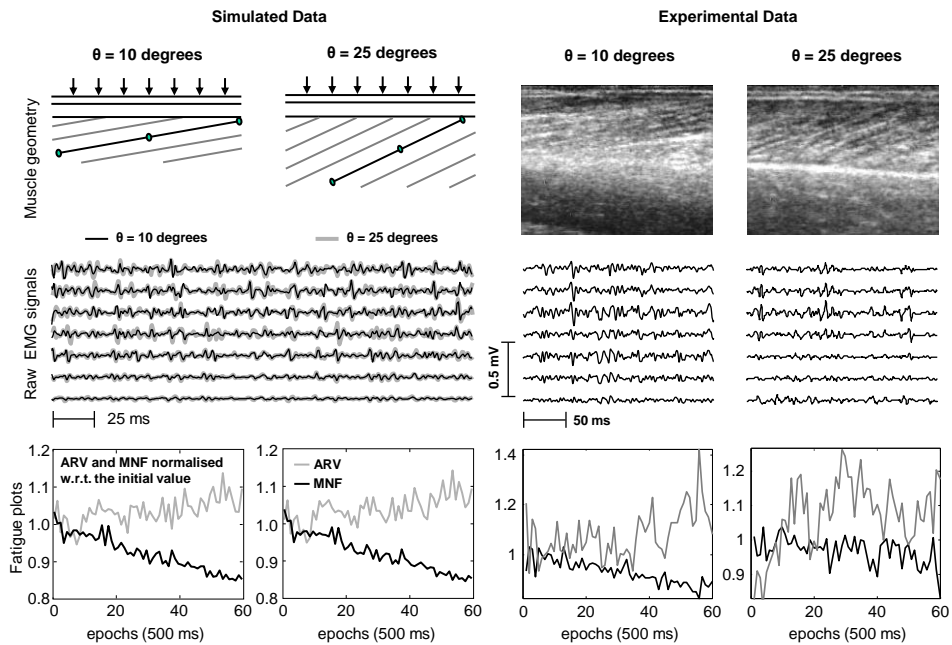 Simulated Data
Experimental Data
θ = 10 degrees
θ = 25 degrees
θ = 10 degrees
θ = 25 degrees
Muscle geometry
θ = 10 degrees
θ = 25 degrees
Raw EMG signals
0.5 mV
25 ms
50 ms
Fatigue plots
1.2
1.1
1.0
0.9
0.8
ARV and MNF normalised
w.r.t. the initial value
0
20
40
60
epochs (500 ms)
1.2
1.1
1.0
0.9
0.8
ARV
MNF
0
20
40
60
epochs (500 ms)
1.4
1.2
1
0
20
40
60
epochs (500 ms)
1.2
1.1
1
0.9
0
20
40
60
epochs (500 ms)